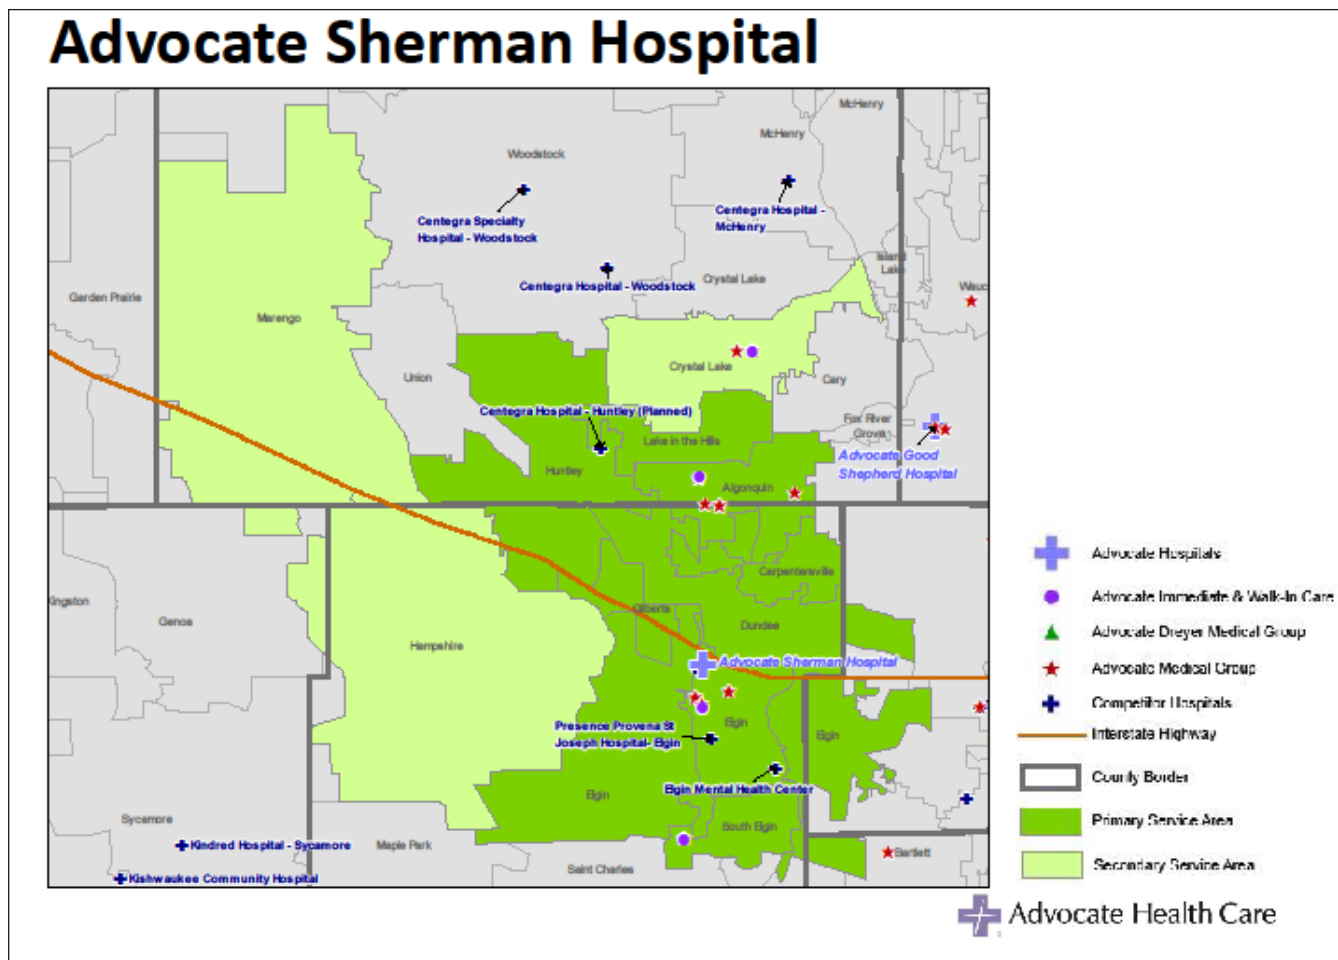 Advocate Sherman Hospital
McHenry
McHenry
Woodstock
Centegra Specialty
Hospital - Woodstock
Centegra Hospital -
McHenry
Island
Lake
Crystal Lake
Centegra Hospital - Woodstock
Wauc
Garden Prairie
Marengo
Crystal Lake
Union
Cary
Centegra Hospital - Huntley (Planned)
Fox River
Grove
Lake in the Hills
Advocate Good
Shepherd Hospital
Huntley
Algonquin
Carpentersville
Kingston
Genoa
Gilberts
Dundee
Hampshire
Advocate Sherman Hospital
Presence Provena St
Joseph Hospital- Elgin
Elgin
Elgin
Elgin Mental Health Center
Elgin
South Elgin
Sycamore
Kindred Hospital - Sycamore
Maple Park
Bartlett
Saint Charles
Kishwaukee Community Hospital
Advocate Hospitals
Advocate Immediate & Walk-In Care
Advocate Dreyer Medical Group
Advocate Medical Group
Competitor Hospitals
Interstate Highway
County Border
Primary Service Area
Secondary Service Area
Advocate Health Care